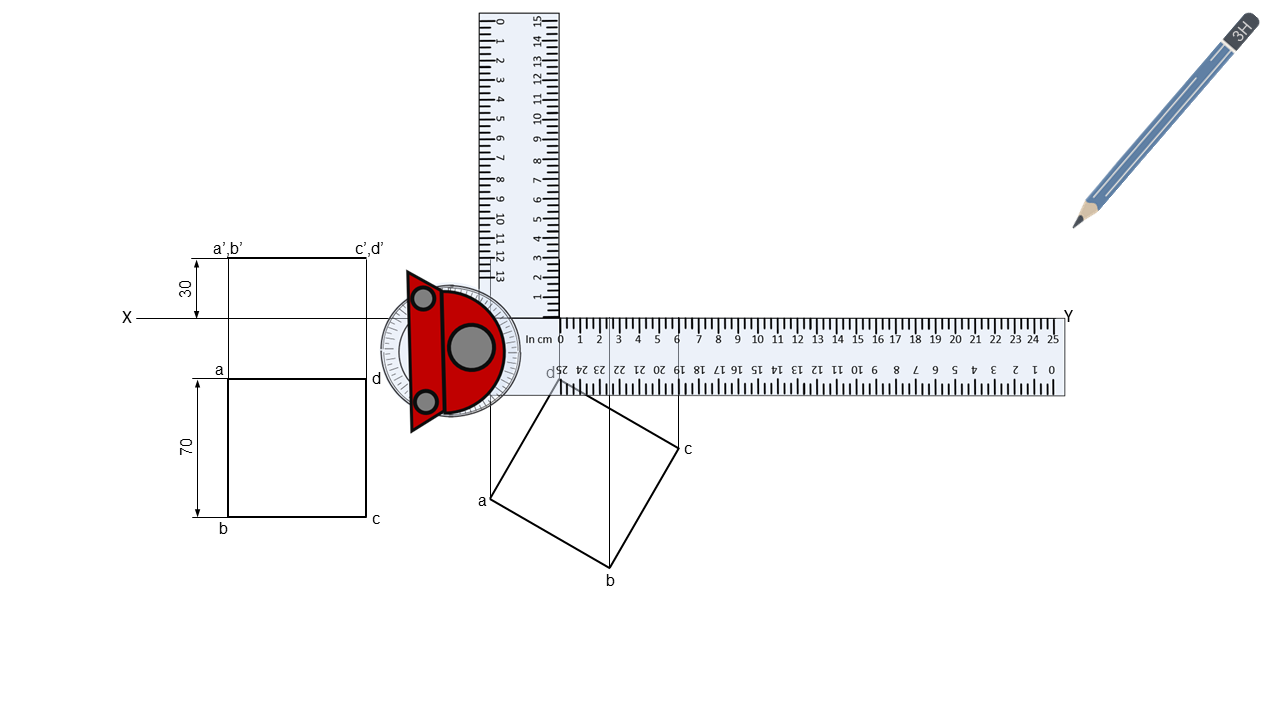 3H
0 1 2 3 4 5 6 7 8 9 10 11 12 13
15 14 13 12 11 10 9 8 7 6 5 4 3 2 1
a’,b’
c’,d’
30
X
Y
In cm 0 1 2 3 4 5 6 7 8 9 10 11 12 13 14 15 16 17 18 19 20 21 22 23 24 25
25 24 23 22 21 20 19 18 17 16 15 14 13 12 11 10 9 8 7 6 5 4 3 2 1 0
a
d
d
70
c
a
c
b
b